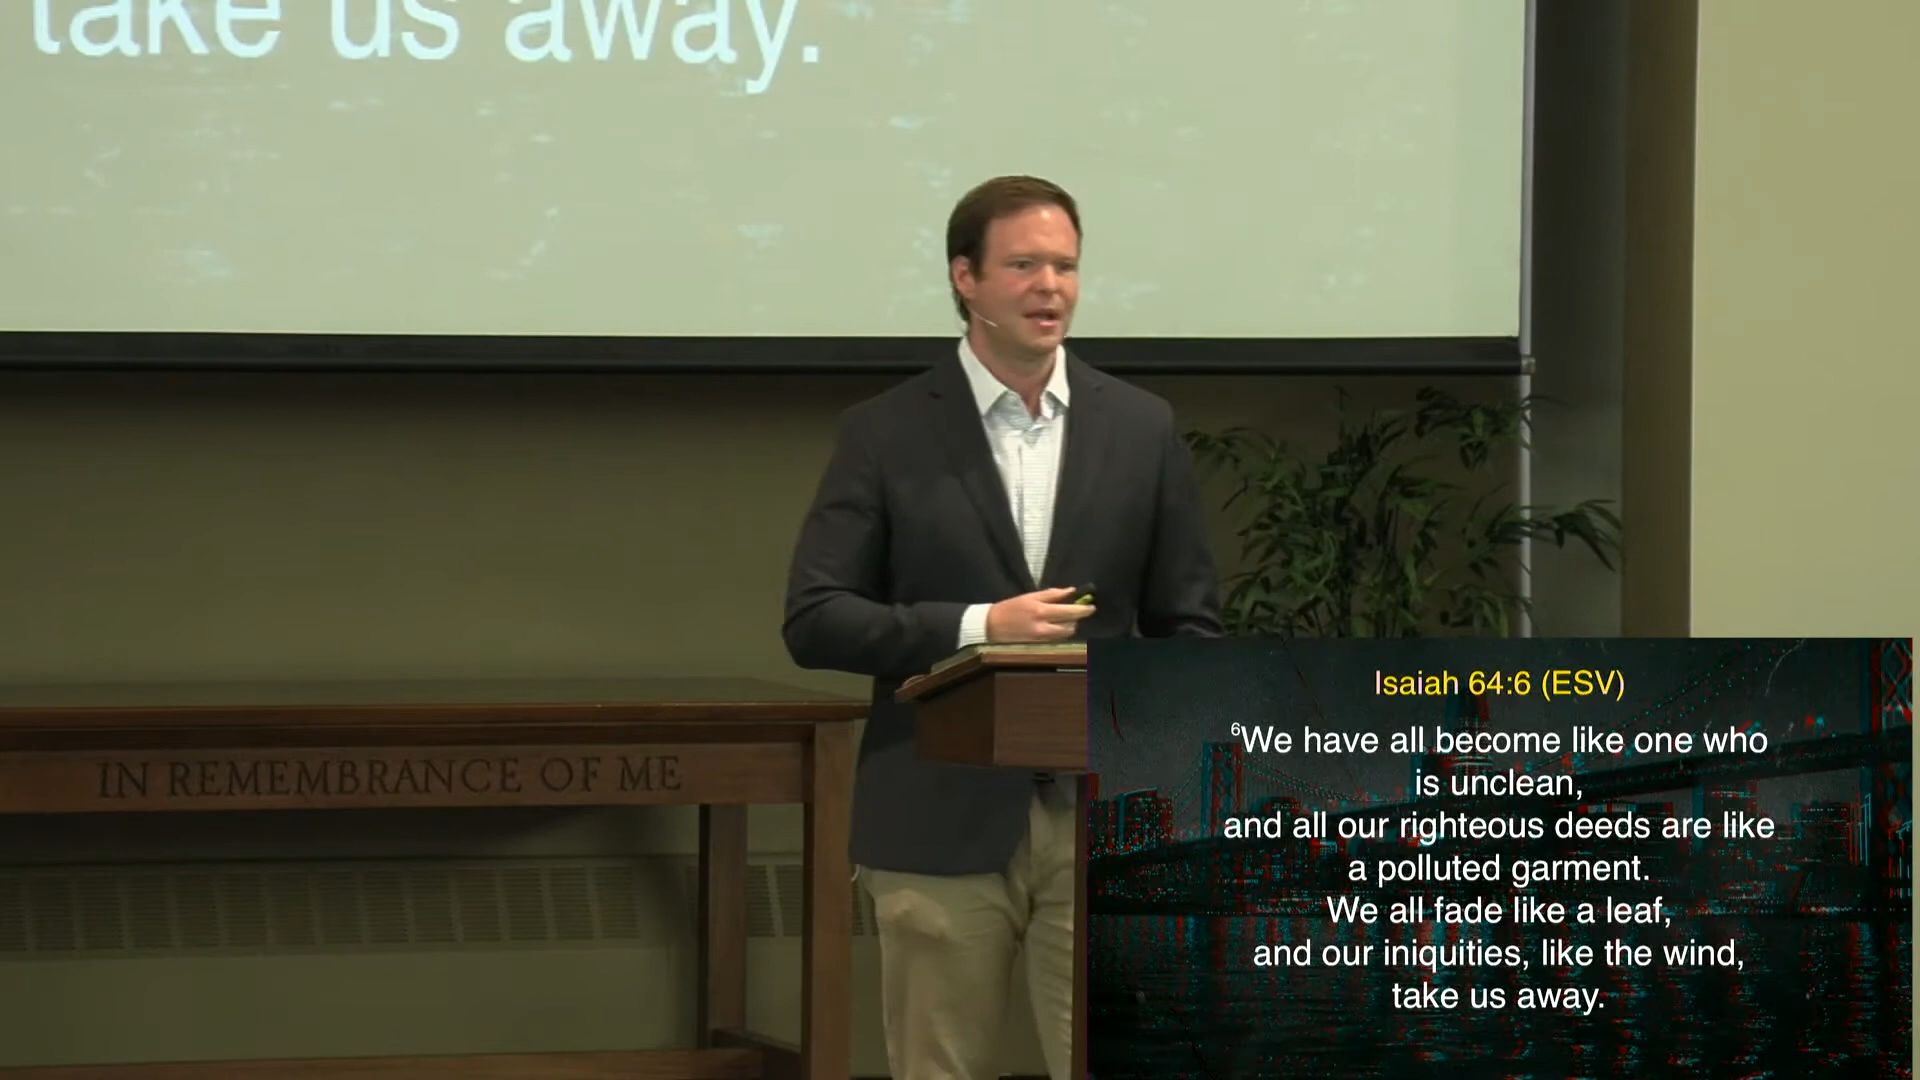 take us away.
IN REMEMBRANCE OF ME
Isaiah 64:6 (ESV)
⁶We have all become like one who
is unclean,
and all our righteous deeds are like
a polluted garment.
We all fade like a leaf,
and our iniquities, like the wind,
take us away.